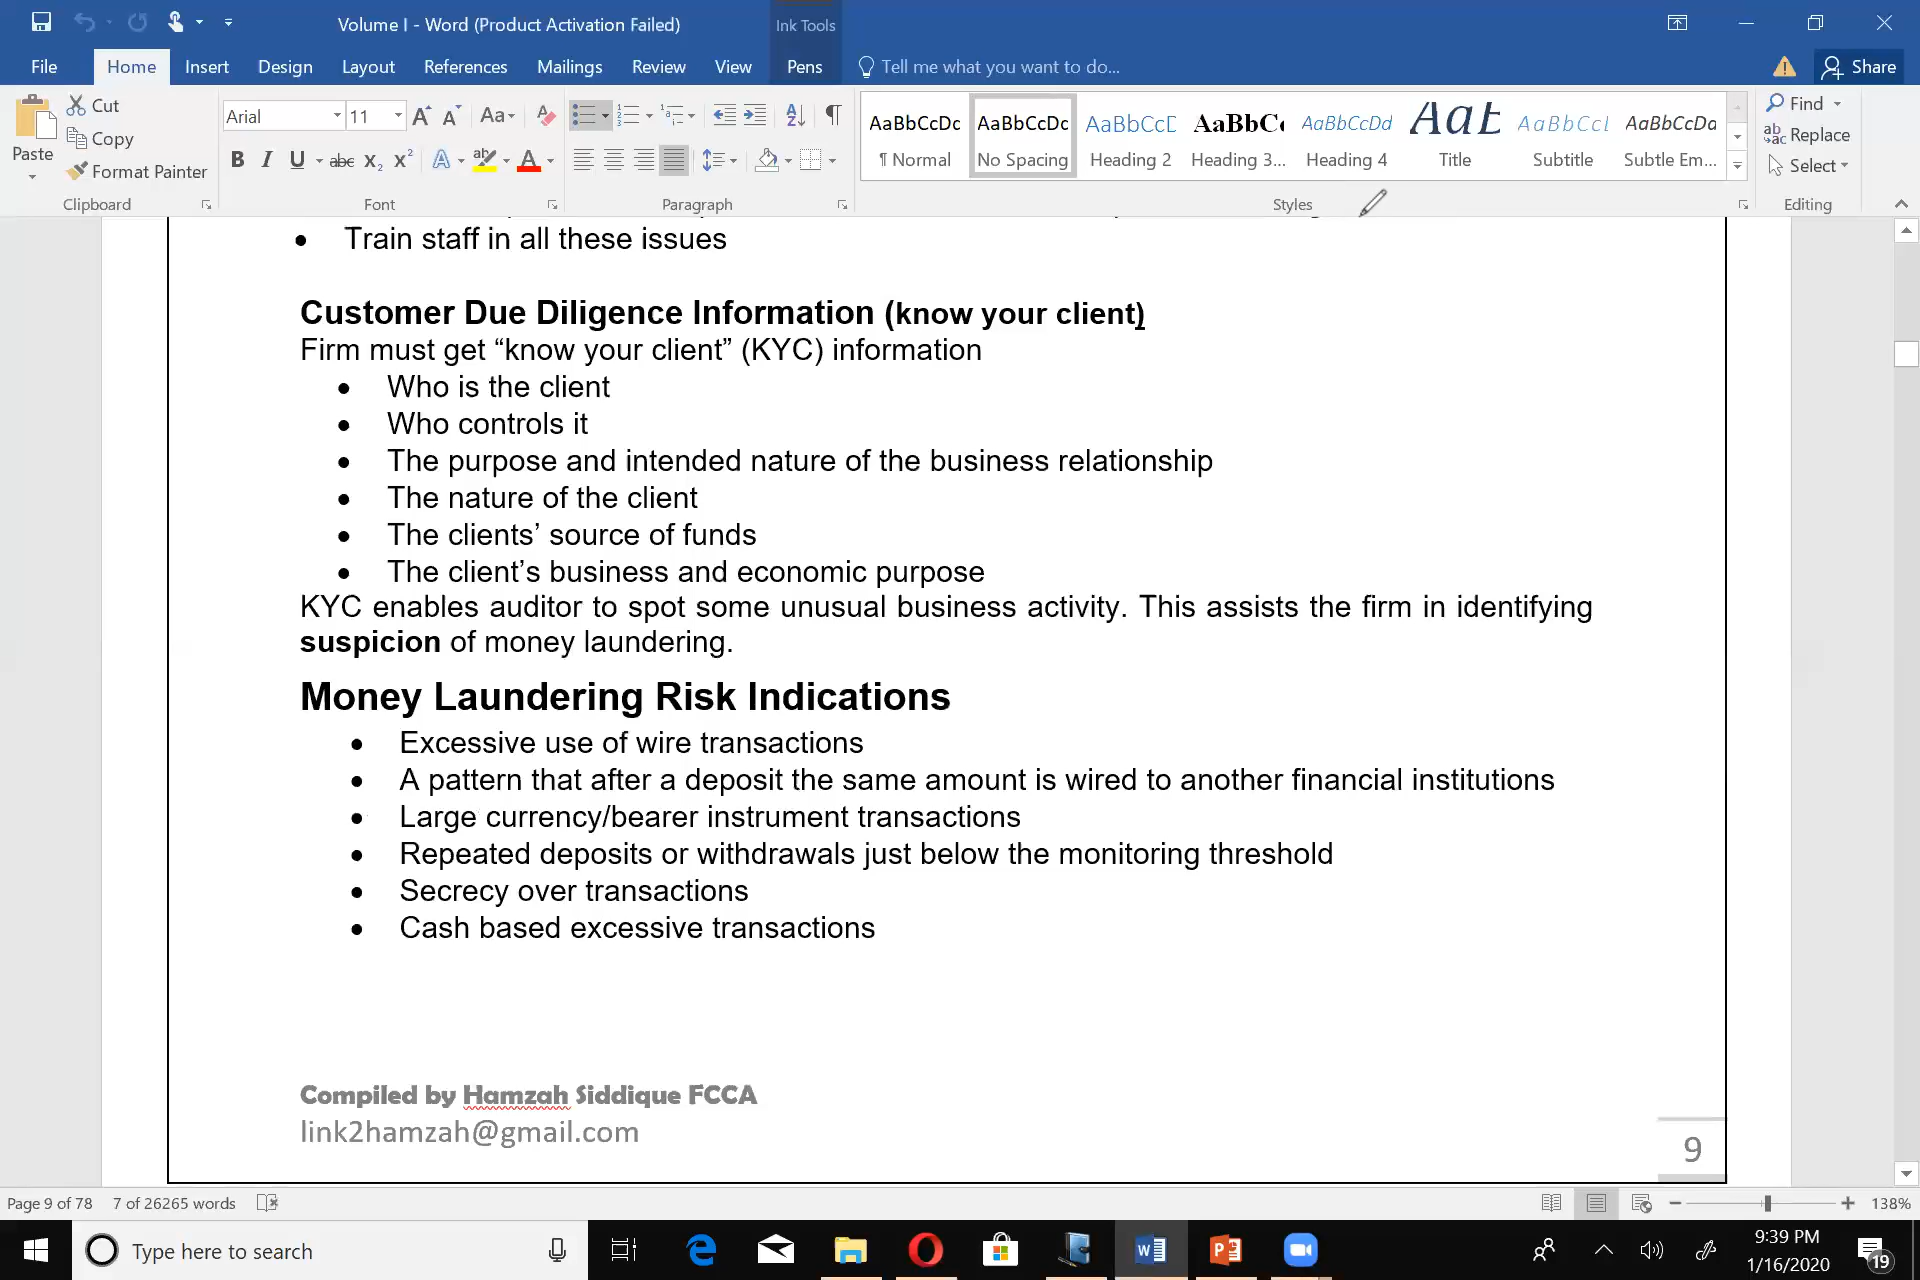 Volume I - Word (Product Activation Failed)
Ink Tools
File
Home
Insert
Design
Layout
References
Mailings
Review
View
Pens
Tell me what you want to do...
Share
Paste
Cut
Copy
Format Painter
Clipboard
Arial
11
Font
Paragraph
AaBbCcDc
¶ Normal
AaBbCcDc
No Spacing
AaBbCcD
Heading 2
AaBbCc
Heading 3...
AaBbCcDd
Heading 4
AaB
Title
AaBbCcD
Subtitle
AaBbCcDd
Subtle Em...
Styles
Find
Replace
Select
Editing
Train staff in all these issues
Customer Due Diligence Information (know your client)
Firm must get “know your client” (KYC) information
Who is the client
Who controls it
The purpose and intended nature of the business relationship
The nature of the client
The clients’ source of funds
The client’s business and economic purpose
KYC enables auditor to spot some unusual business activity. This assists the firm in identifying
suspicion of money laundering.
Money Laundering Risk Indications
Excessive use of wire transactions
A pattern that after a deposit the same amount is wired to another financial institutions
Large currency/bearer instrument transactions
Repeated deposits or withdrawals just below the monitoring threshold
Secrecy over transactions
Cash based excessive transactions
Compiled by Hamzah Siddique FCCA
link2hamzah@gmail.com
9
Page 9 of 78
7 of 26265 words
138%
Type here to search
9:39 PM
1/16/2020
19